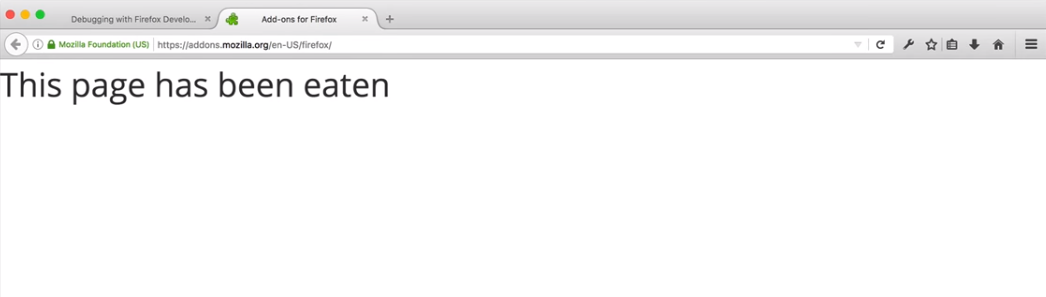 Debugging with Firefox Develo...
Add-ons for Firefox
Mozilla Foundation (US)
https://addons.mozilla.org/en-US/firefox/
This page has been eaten